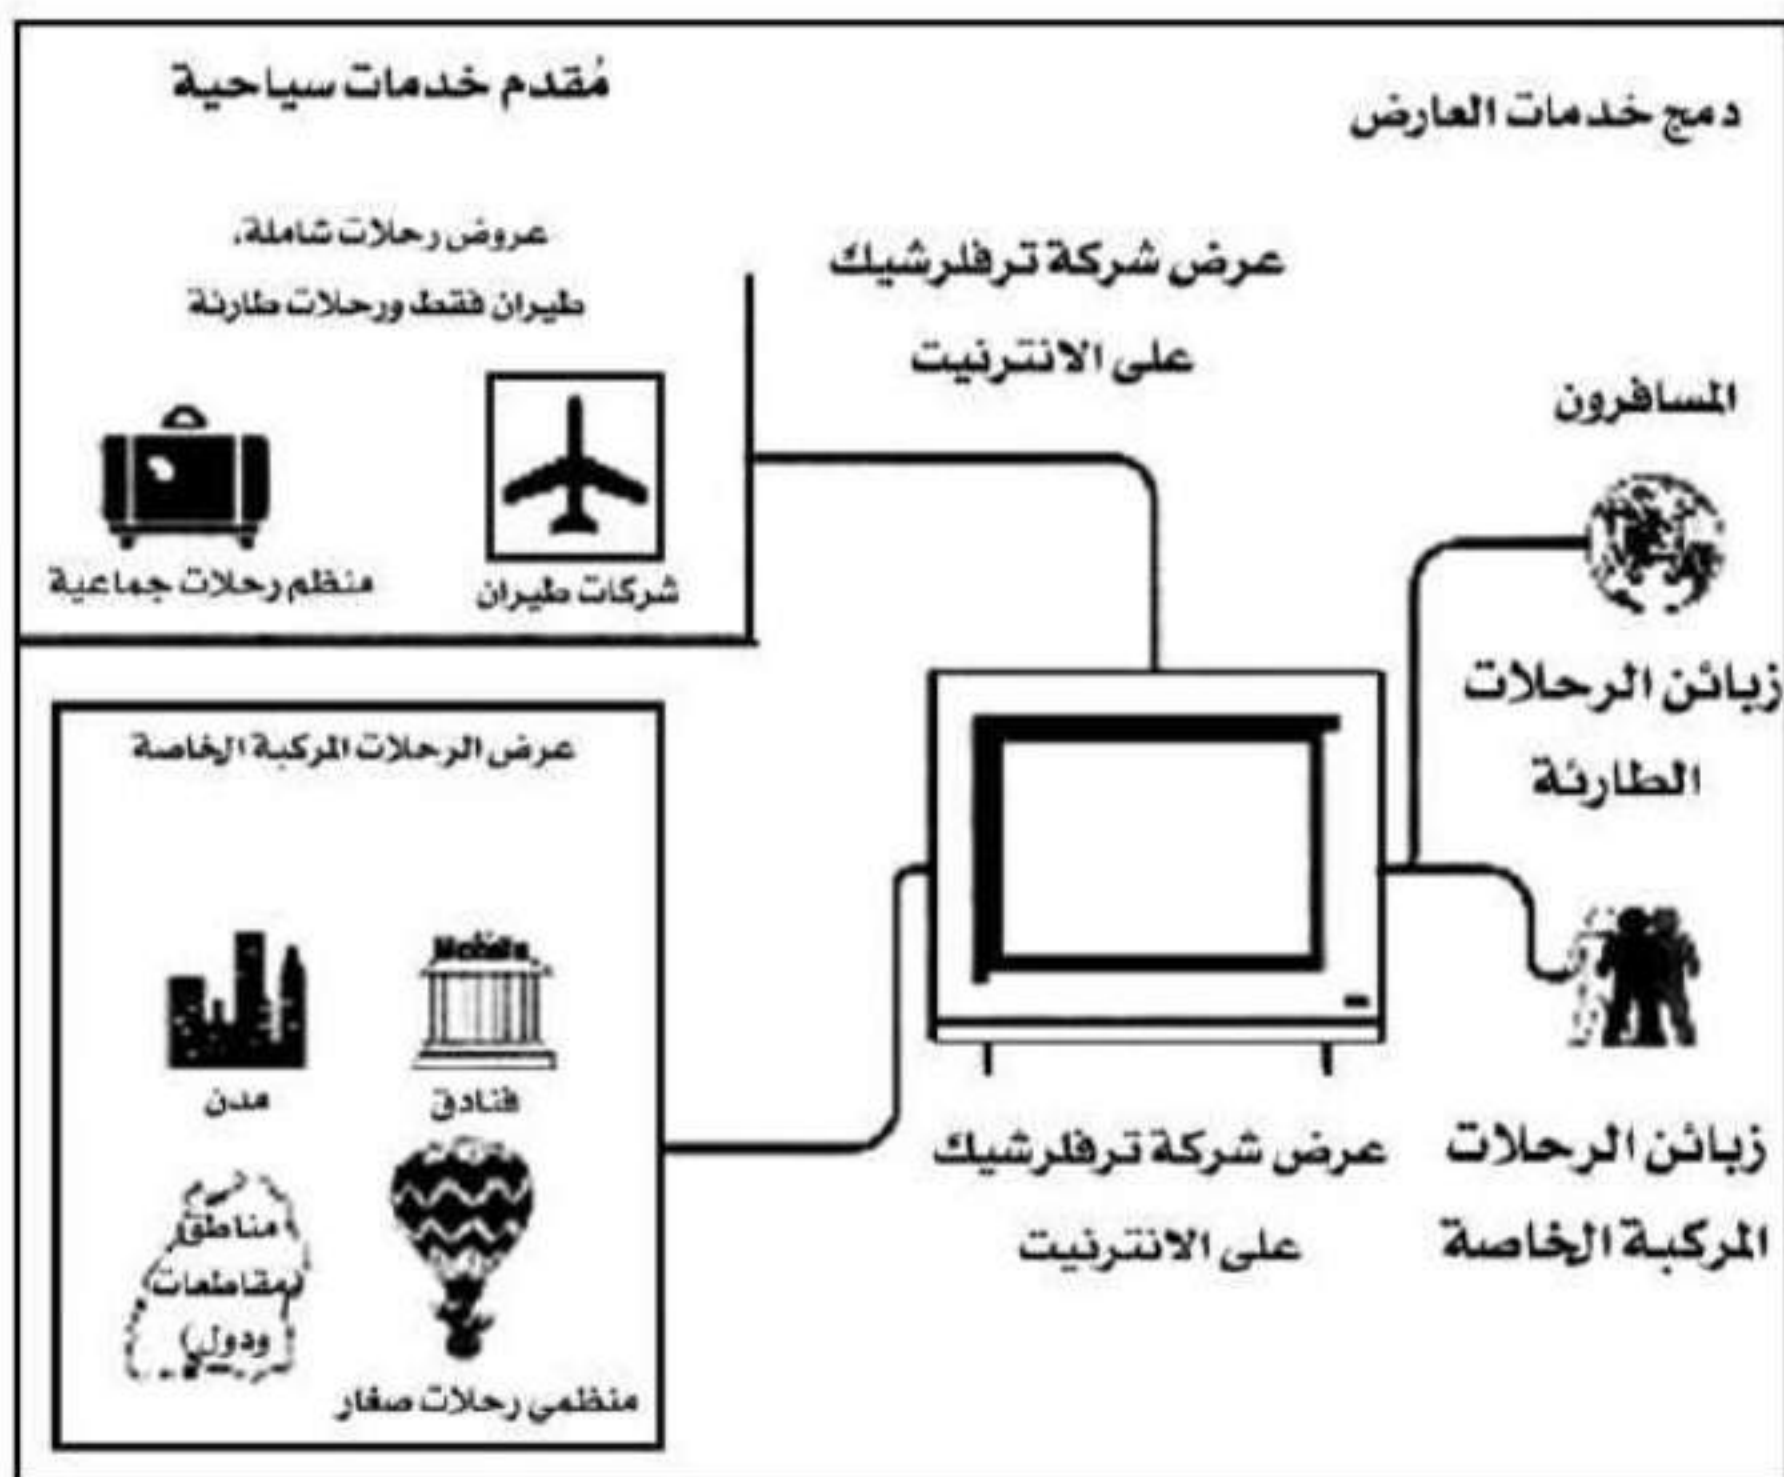 دمج خدمات العارض
مُقدم خدمات سياحية
عروض رحلات شاملة،
طيران فقط ورحلات طارئة
شركات طيران
منظم رحلات جماعية
عرض شركة ترفلرشيك
على الانترنيت
المسافرون
زبائن الرحلات
الطارئة
عرض الرحلات المركبة الخاصة
Hotels
فنادق
مدن
مناطق
(مقاطعات
ودول)
منظمي رحلات صغار
عرض شركة ترفلرشيك
على الانترنيت
زبائن الرحلات
المركبة الخاصة